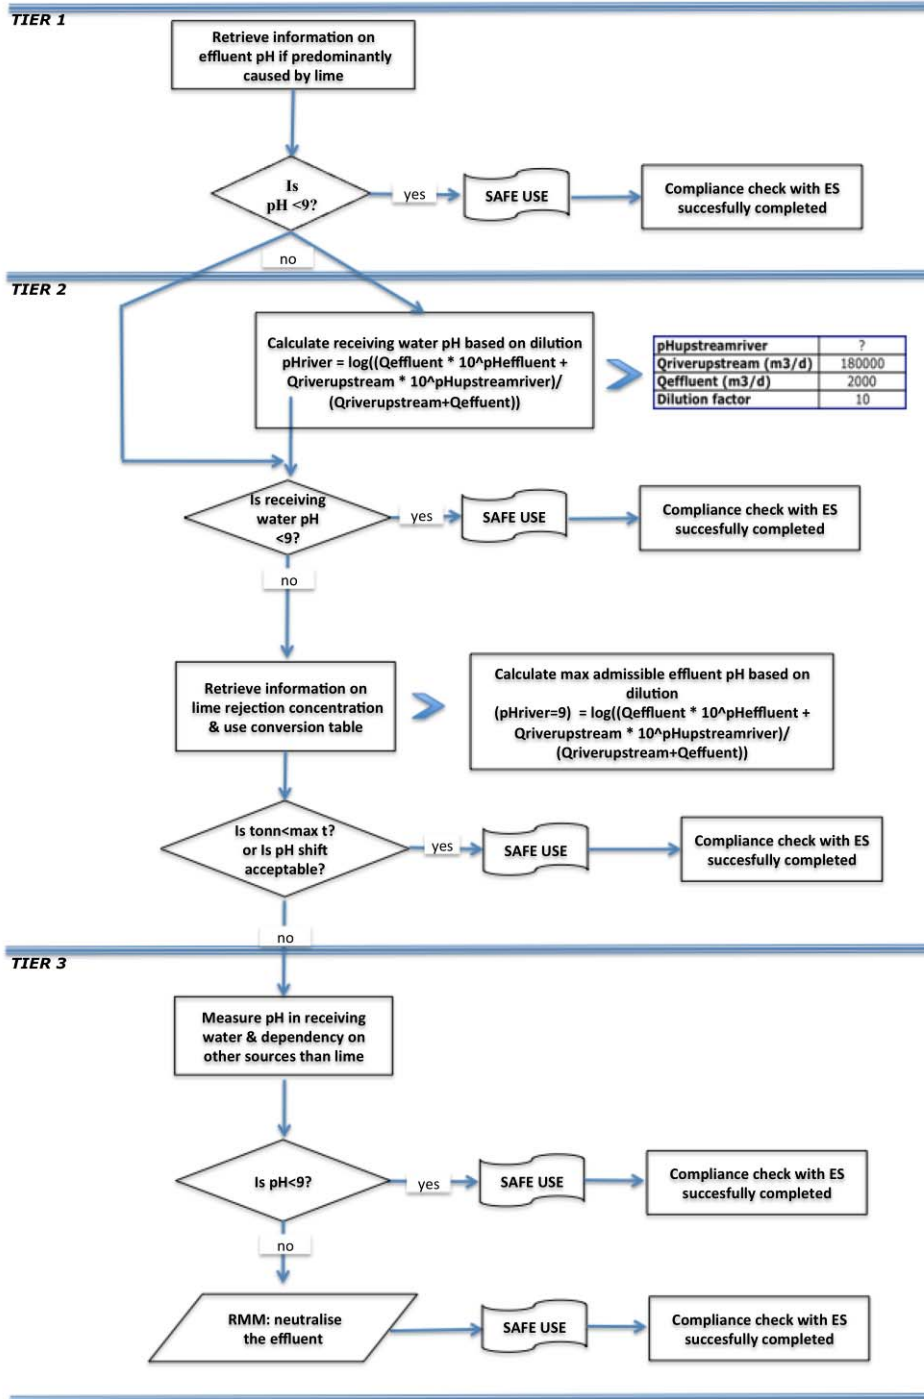 TIER 1
Retrieve information on
effluent pH if predominantly
caused by lime
Is
pH <9?
yes
SAFE USE
Compliance check with ES
succesfully completed
no
TIER 2
Calculate receiving water pH based on dilution
pHriver = log((Qeffluent * 10^pHeffluent +
Qriverupstream * 10^pHupstreamriver)/
(Qriverupstream+Qeffuent))
pHupstreamriver ?
Qriverupstream (m3/d) 180000
Qeffluent (m3/d) 2000
Dilution factor 10
Is receiving
water pH
<9?
yes
SAFE USE
Compliance check with ES
succesfully completed
no
Retrieve information on
lime rejection concentration
& use conversion table
Calculate max admissible effluent pH based on
dilution
(pHriver=9) = log((Qeffluent * 10^pHeffluent +
Qriverupstream * 10^pHupstreamriver)/
(Qriverupstream+Qeffuent))
Is tonn<max t?
or Is pH shift
acceptable?
yes
SAFE USE
Compliance check with ES
succesfully completed
no
TIER 3
Measure pH in receiving
water & dependency on
other sources than lime
Is pH<9?
yes
SAFE USE
Compliance check with ES
succesfully completed
no
RMM: neutralise
the effluent
SAFE USE
Compliance check with ES
succesfully completed